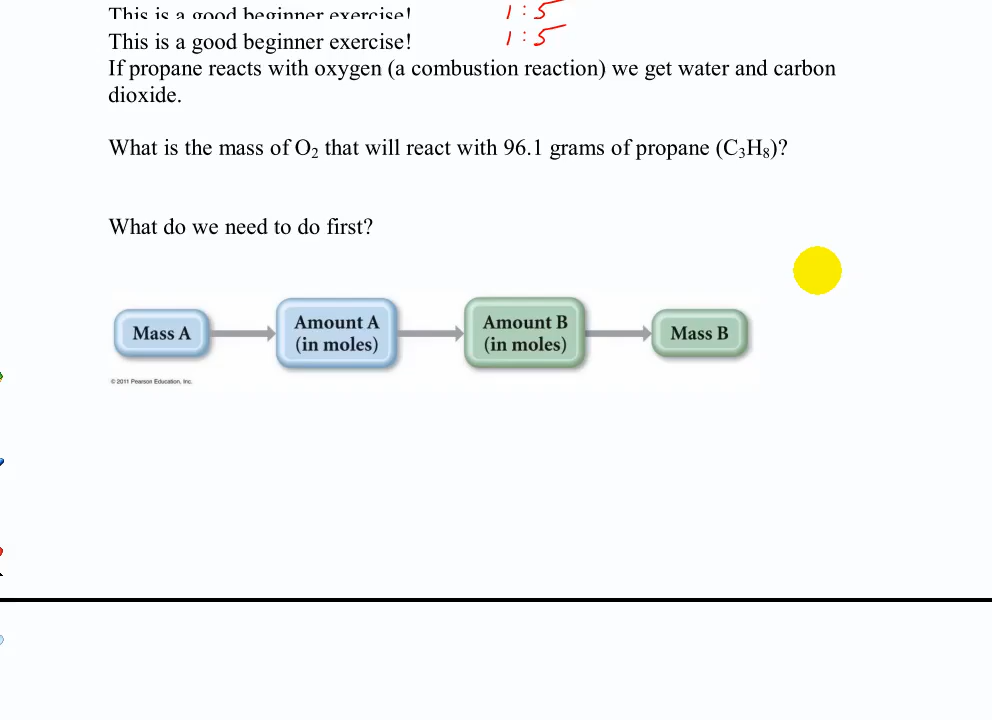 This is a good beginner exercise! 1:5
This is a good beginner exercise! 1:5
If propane reacts with oxygen (a combustion reaction) we get water and carbon
dioxide.
What is the mass of O₂ that will react with 96.1 grams of propane (C₃H₈)?
What do we need to do first?
Mass A
Amount A
(in moles)
Amount B
(in moles)
Mass B
© 2011 Pearson Education, Inc.